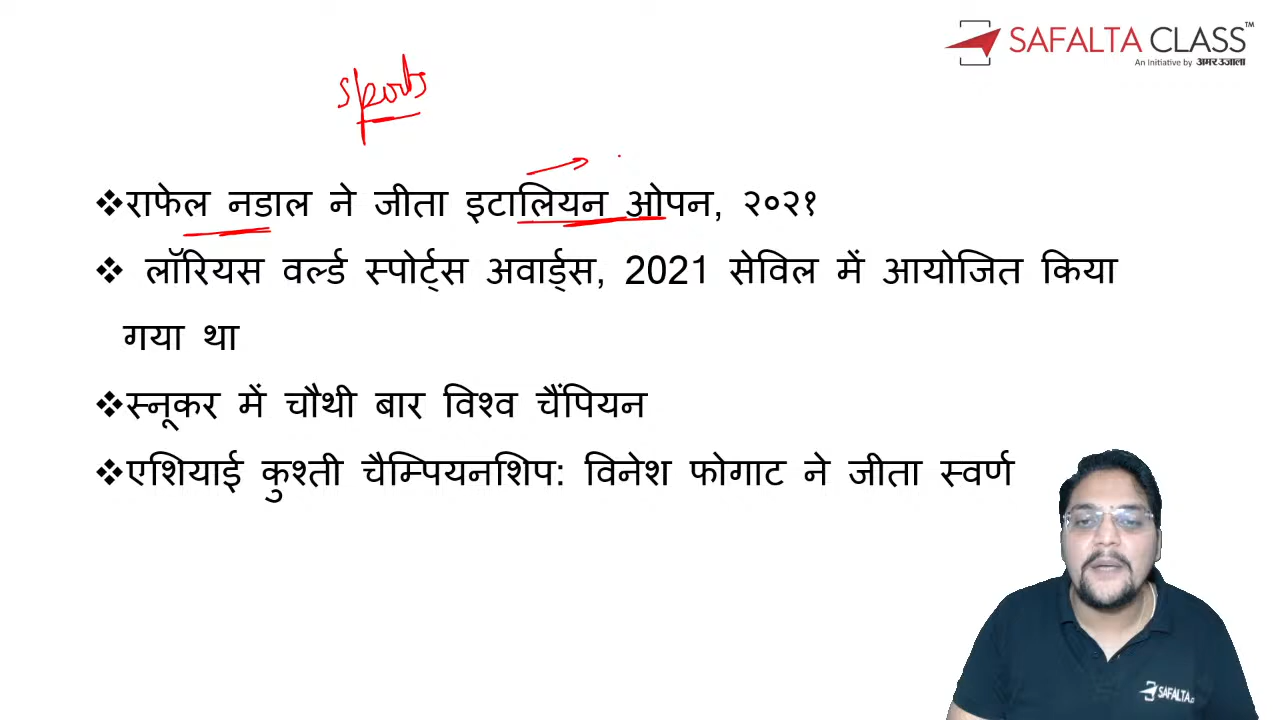 SAFALTA CLASS™
An Initiative by अमर उजाला
sports
❖राफेल नडाल ने जीता इटालियन ओपन, २०२१
❖ लॉरियस वर्ल्ड स्पोर्ट्स अवार्ड्स, 2021 सेविल में आयोजित किया
गया था
❖स्नूकर में चौथी बार विश्व चैंपियन
❖एशियाई कुश्ती चैम्पियनशिप: विनेश फोगाट ने जीता स्वर्ण
SAFALTA